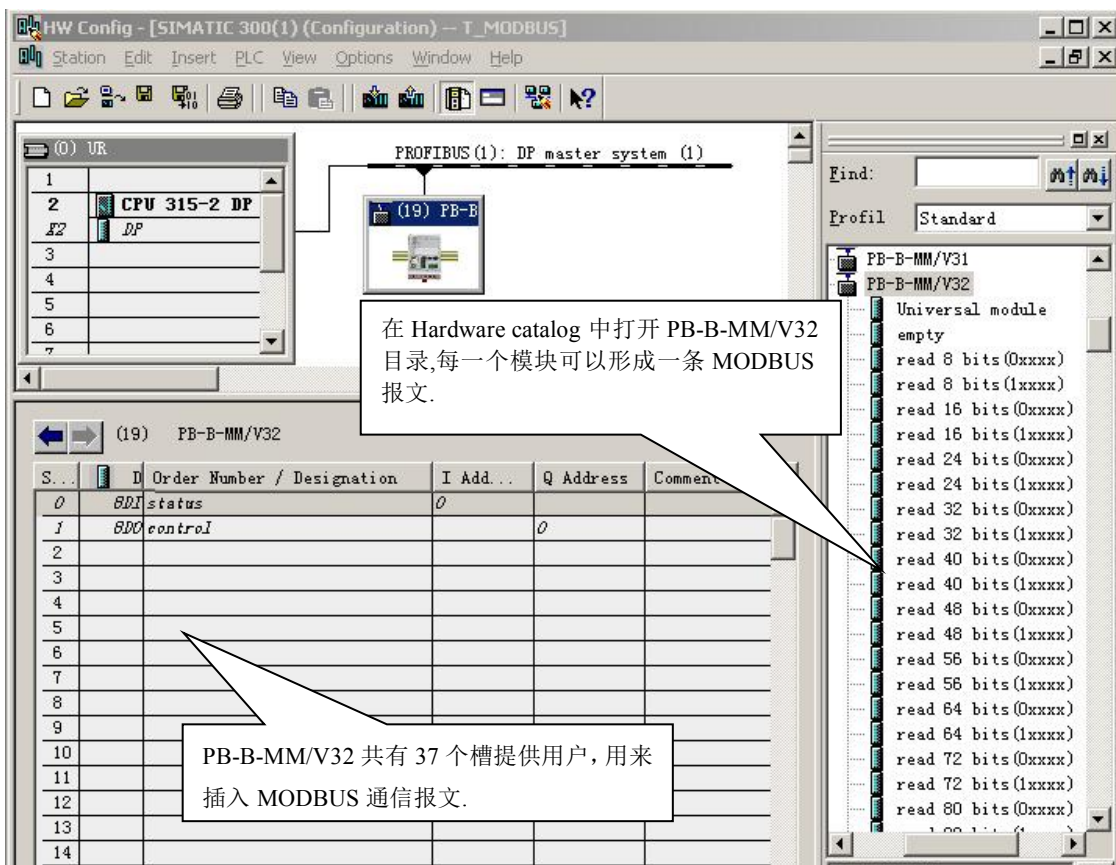 HW Config - [SIMATIC 300(1) (Configuration) -- T_MODBUS]
Station Edit Insert PLC View Options Window Help
(0) UR
1
2 CPU 315-2 DP
X2 DP
3
4
5
6
7
PROFIBUS(1): DP master system (1)
(19) PB-B
在 Hardware catalog 中打开 PB-B-MM/V32
目录,每一个模块可以形成一条 MODBUS
报文.
(19) PB-B-MM/V32
S... D Order Number / Designation I Add... Q Address Comment
0 8DI status 0
1 8DO control 0
2
3
4
5
6
7
8
9
10
11
12
13
14
PB-B-MM/V32 共有 37 个槽提供用户，用来
插入 MODBUS 通信报文.
Find:
Profil Standard
PB-B-MM/V31
PB-B-MM/V32
Universal module
empty
read 8 bits(0xxxx)
read 8 bits(1xxxx)
read 16 bits(0xxxx)
read 16 bits(1xxxx)
read 24 bits(0xxxx)
read 24 bits(1xxxx)
read 32 bits(0xxxx)
read 32 bits(1xxxx)
read 40 bits(0xxxx)
read 40 bits(1xxxx)
read 48 bits(0xxxx)
read 48 bits(1xxxx)
read 56 bits(0xxxx)
read 56 bits(1xxxx)
read 64 bits(0xxxx)
read 64 bits(1xxxx)
read 72 bits(0xxxx)
read 72 bits(1xxxx)
read 80 bits(0xxxx)